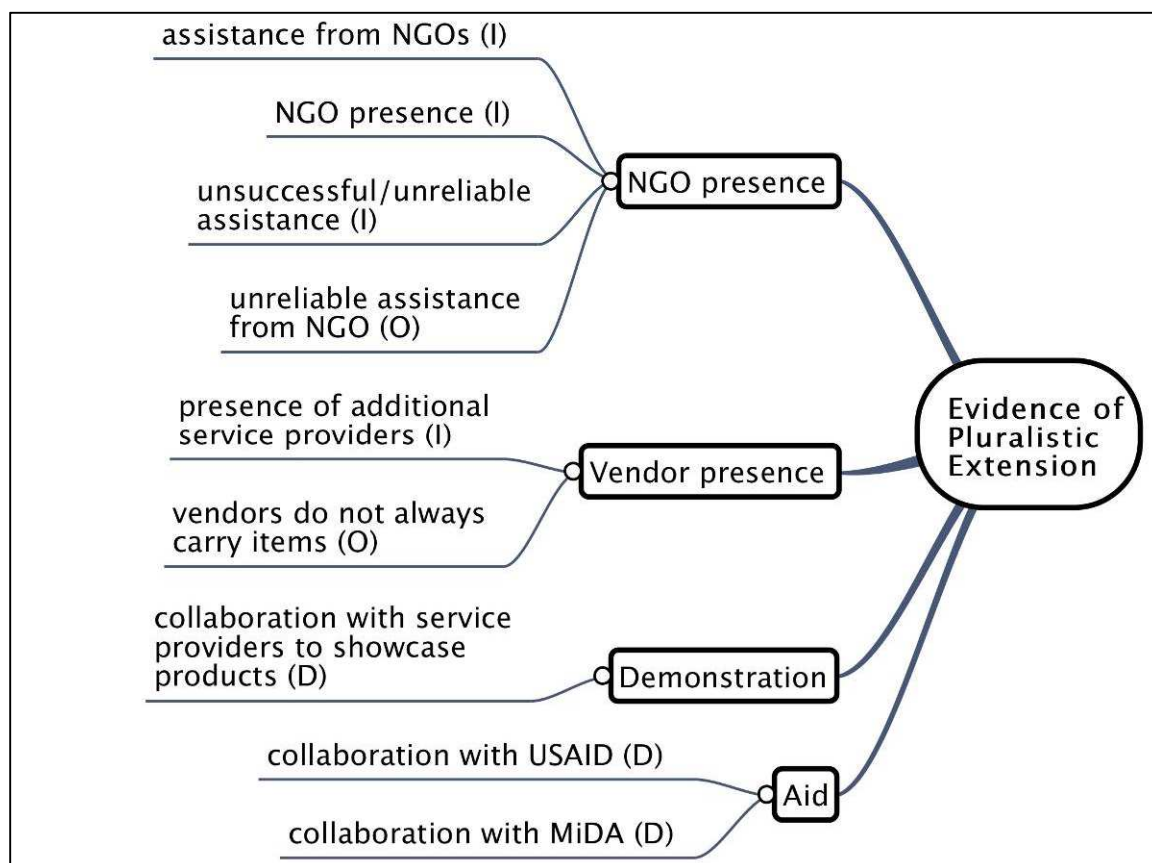 assistance from NGOs (I)
NGO presence (I)
unsuccessful/unreliable
assistance (I)
unreliable assistance
from NGO (O)
NGO presence
presence of additional
service providers (I)
vendors do not always
carry items (O)
Vendor presence
collaboration with service
providers to showcase
products (D)
Demonstration
collaboration with USAID (D)
collaboration with MiDA (D)
Aid
Evidence of
Pluralistic
Extension